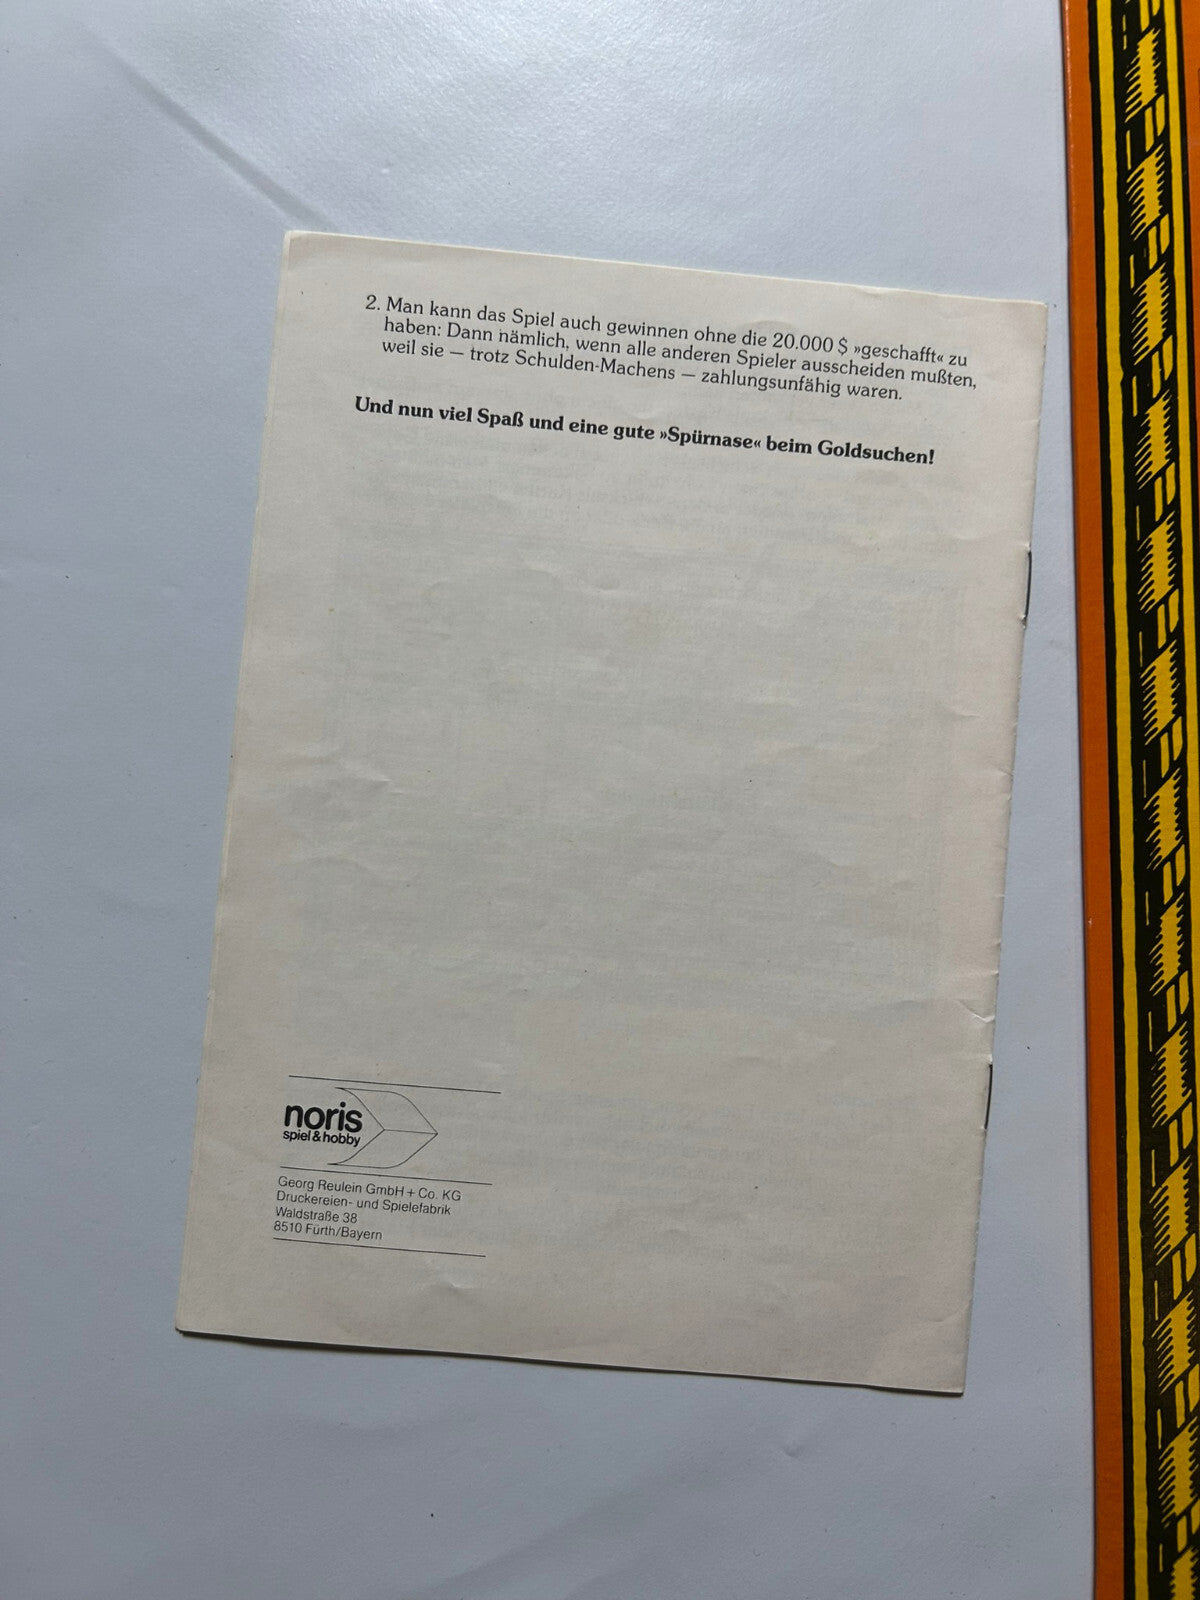 2. Man kann das Spiel auch gewinnen ohne die 20.000 $ »geschafft« zu
haben: Dann nämlich, wenn alle anderen Spieler ausscheiden mußten,
weil sie — trotz Schulden-Machens — zahlungsunfähig waren.
Und nun viel Spaß und eine gute »Spürnase« beim Goldsuchen!
noris
spiel & hobby
Georg Reulein GmbH + Co. KG
Druckereien- und Spielefabrik
Waldstraße 38
8510 Fürth/Bayern